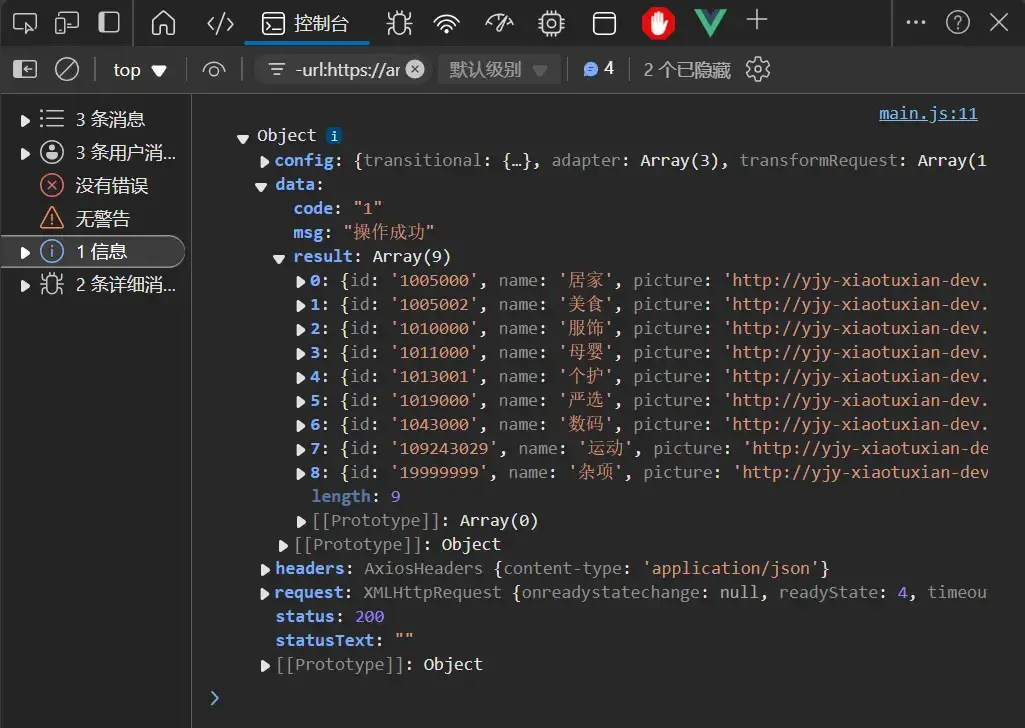 控制台
top
-url:https://ar
默认级别
4
2 个已隐藏
3 条消息
3 条用户消...
没有错误
无警告
1 信息
2 条详细消...
main.js:11
Object i
config: {transitional: {…}, adapter: Array(3), transformRequest: Array(1
data:
code: "1"
msg: "操作成功"
result: Array(9)
0: {id: '1005000', name: '居家', picture: 'http://yjy-xiaotuxian-dev.
1: {id: '1005002', name: '美食', picture: 'http://yjy-xiaotuxian-dev.
2: {id: '1010000', name: '服饰', picture: 'http://yjy-xiaotuxian-dev.
3: {id: '1011000', name: '母婴', picture: 'http://yjy-xiaotuxian-dev.
4: {id: '1013001', name: '个护', picture: 'http://yjy-xiaotuxian-dev.
5: {id: '1019000', name: '严选', picture: 'http://yjy-xiaotuxian-dev.
6: {id: '1043000', name: '数码', picture: 'http://yjy-xiaotuxian-dev.
7: {id: '109243029', name: '运动', picture: 'http://yjy-xiaotuxian-de
8: {id: '19999999', name: '杂项', picture: 'http://yjy-xiaotuxian-dev
length: 9
[[Prototype]]: Array(0)
[[Prototype]]: Object
headers: AxiosHeaders {content-type: 'application/json'}
request: XMLHttpRequest {onreadystatechange: null, readyState: 4, timeou
status: 200
statusText: ""
[[Prototype]]: Object